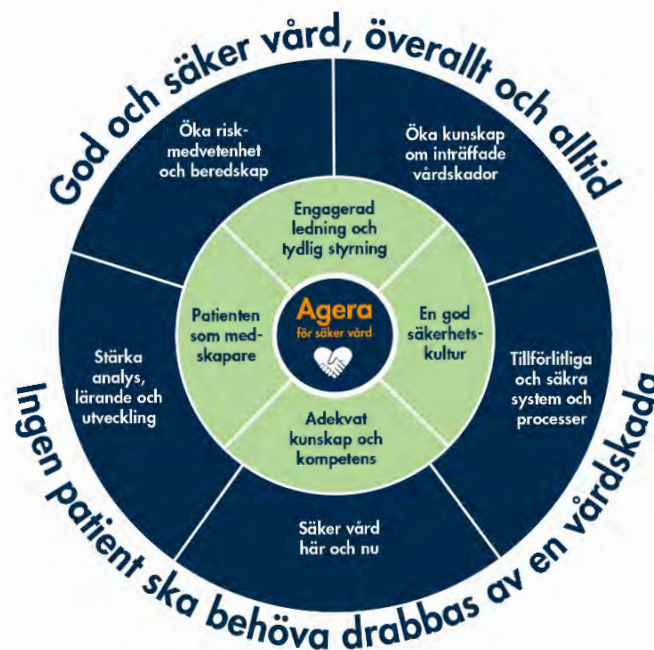 God och säker vård, överallt och alltid
Öka risk-
medvetenhet
och beredskap
Öka kunskap
om inträffade
vårdskador
Engagerad
ledning och
tydlig styrning
Patienten
som med-
skapare
Agera
för säker vård
En god
säkerhets-
kultur
Stärka
analys,
lärande och
utveckling
Tillförlitliga
och säkra
system och
processer
Adekvat
kunskap och
kompetens
Säker vård
här och nu
Ingen patient ska behöva drabbas av en vårdskada